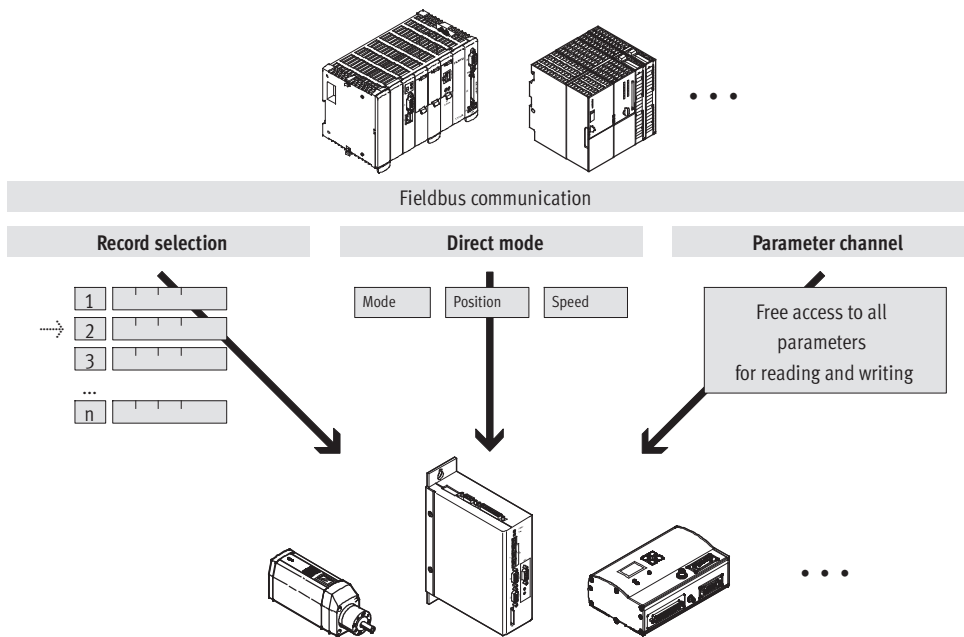 Fieldbus communication
Record selection
Direct mode
Parameter channel
1
2
3
...
n
Mode
Position
Speed
Free access to all
parameters
for reading and writing